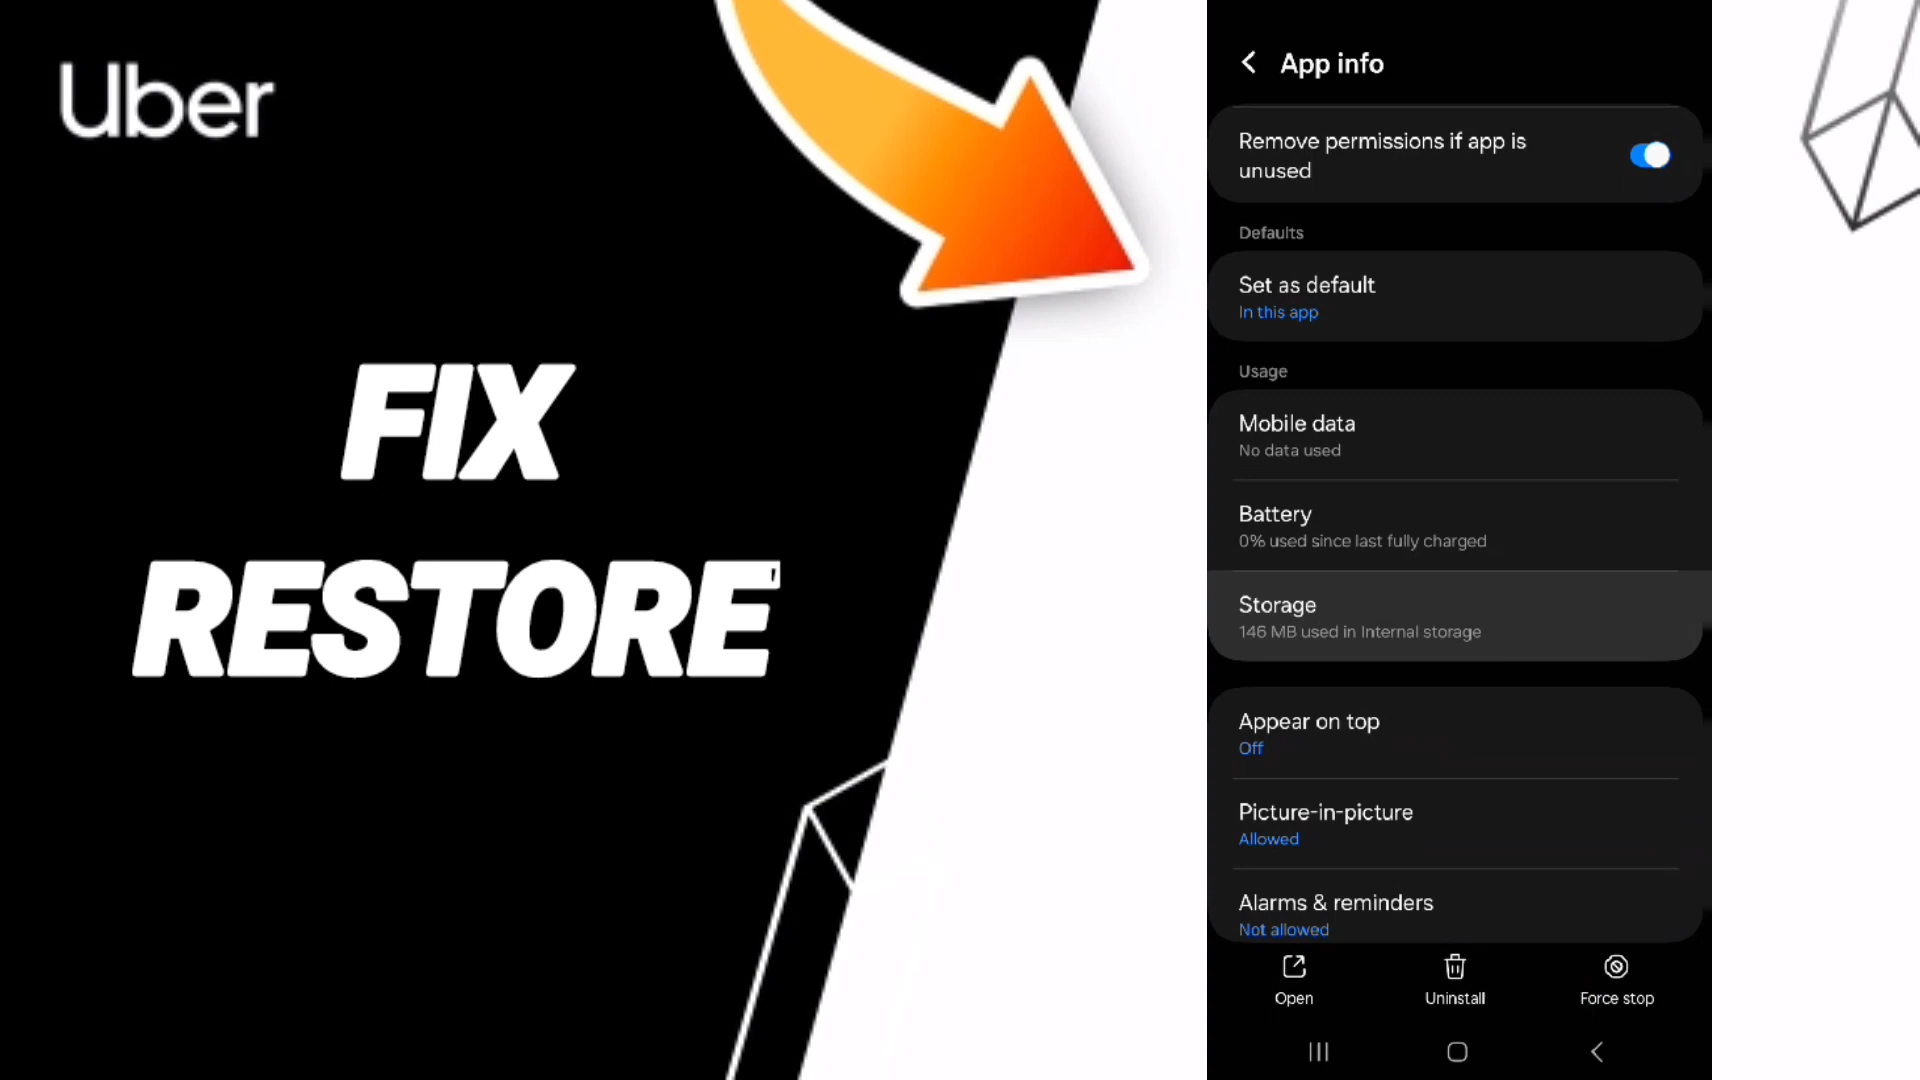 Uber
FIX
RESTORE'
App info
Remove permissions if app is
unused
Defaults
Set as default
In this app
Usage
Mobile data
No data used
Battery
0% used since last fully charged
Storage
146 MB used in Internal storage
Appear on top
Off
Picture-in-picture
Allowed
Alarms & reminders
Not allowed
Open
Uninstall
Force stop